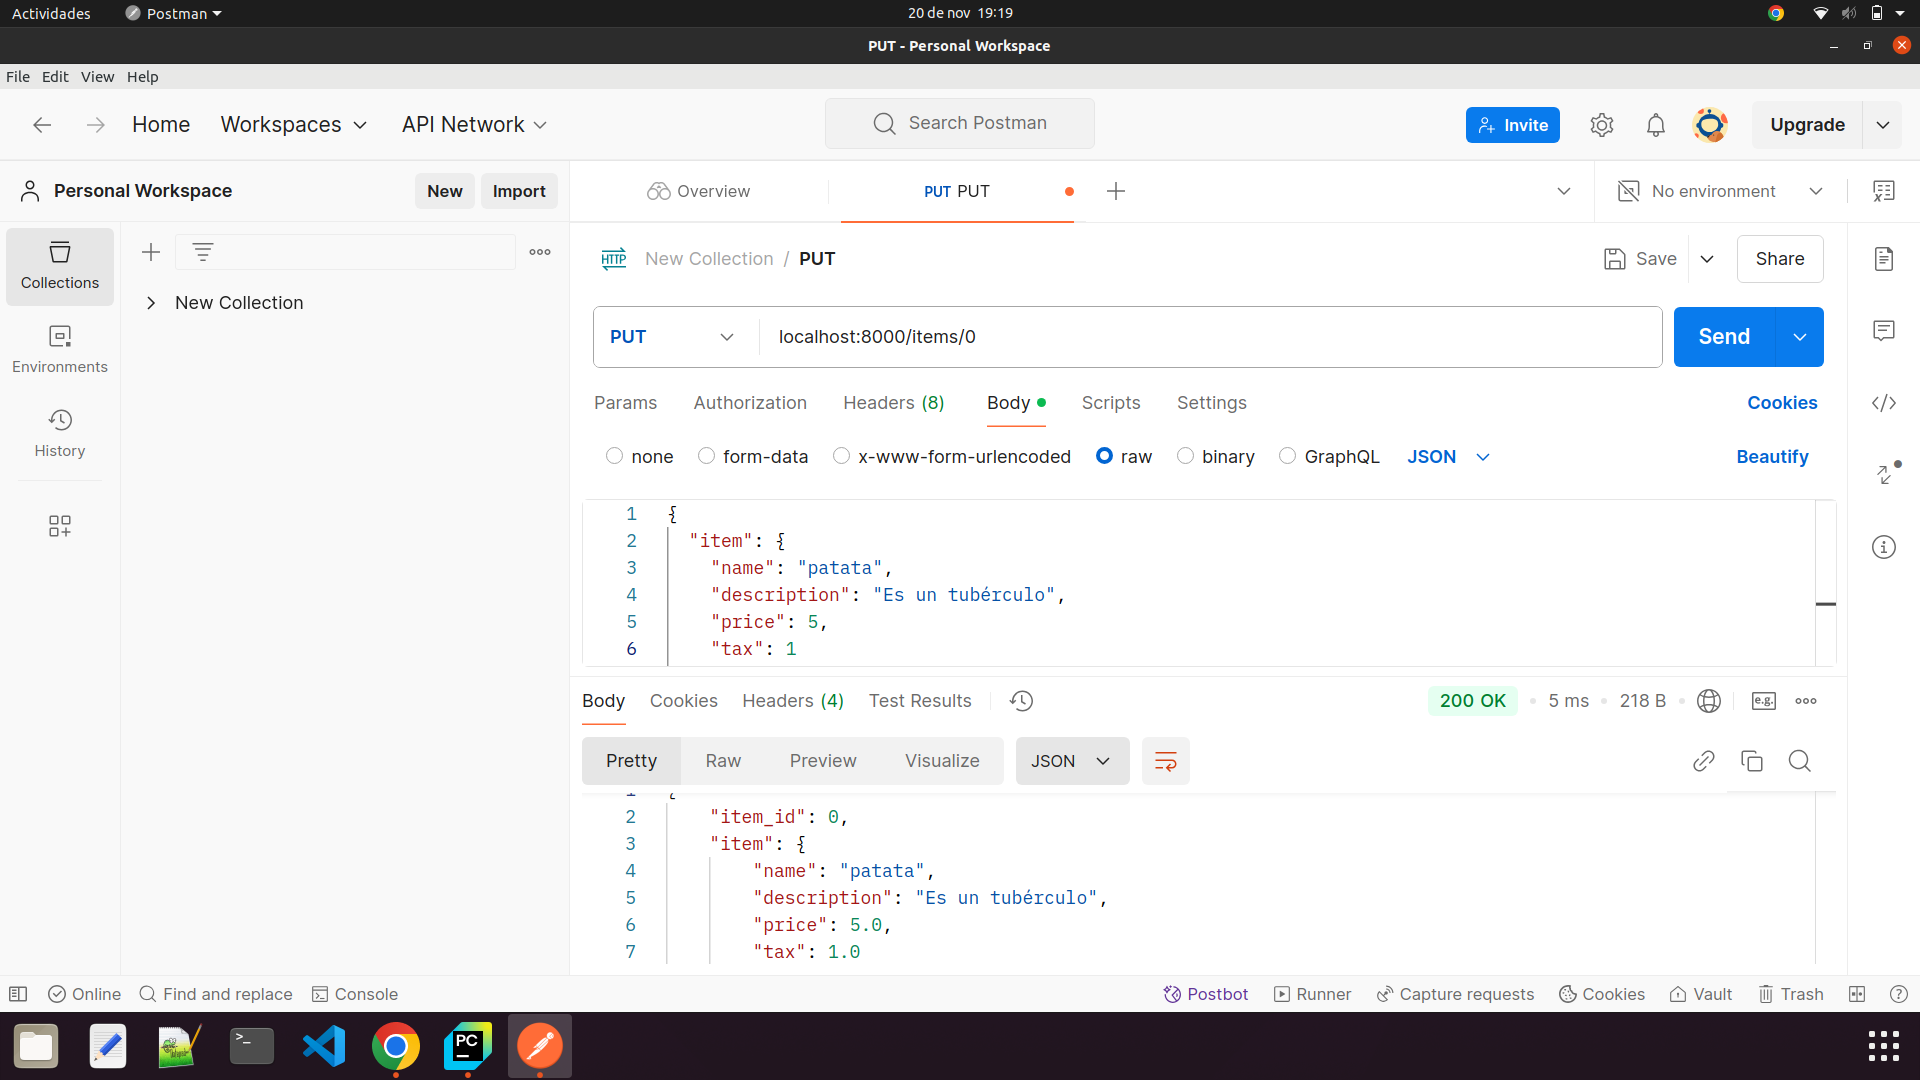 Actividades Postman 20 de nov 19:19
PUT - Personal Workspace
File Edit View Help
Home Workspaces API Network Search Postman Invite Upgrade
Personal Workspace New Import Overview PUT PUT No environment
Collections
New Collection
Environments
History
New Collection / PUT Save Share
HTTP
PUT localhost:8000/items/0 Send
Params Authorization Headers (8) Body Scripts Settings Cookies
none form-data x-www-form-urlencoded raw binary GraphQL JSON Beautify
1 {
2 "item": {
3 "name": "patata",
4 "description": "Es un tubérculo",
5 "price": 5,
6 "tax": 1
Body Cookies Headers (4) Test Results 200 OK 5 ms 218 B e.g.
Pretty Raw Preview Visualize JSON
1 {
2 "item_id": 0,
3 "item": {
4 "name": "patata",
5 "description": "Es un tubérculo",
6 "price": 5.0,
7 "tax": 1.0
Online Find and replace Console Postbot Runner Capture requests Cookies Vault Trash
PC